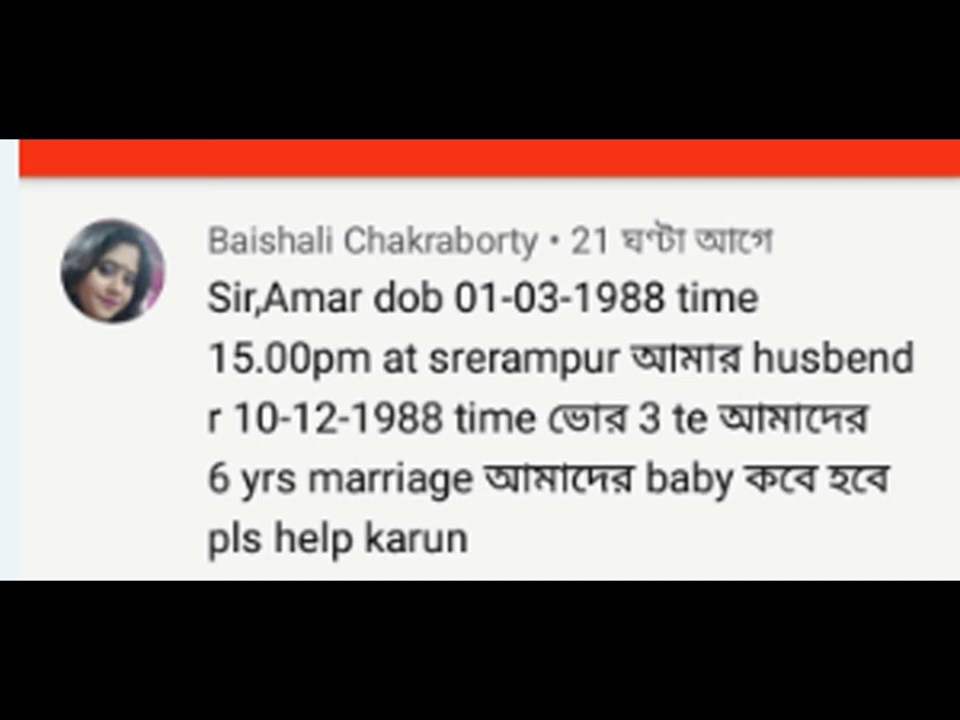 Baishali Chakraborty • 21 ঘণ্টা আগে
Sir,Amar dob 01-03-1988 time
15.00pm at srerampur আমার husbend
r 10-12-1988 time ভোর 3 te আমাদের
6 yrs marriage আমাদের baby কবে হবে
pls help karun